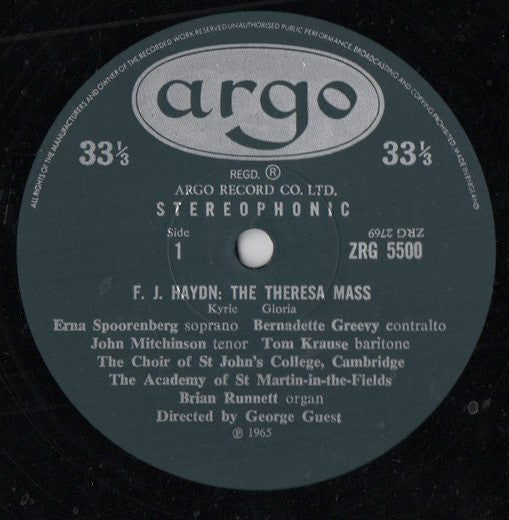 ALL RIGHTS OF THE MANUFACTURERS AND OWNER OF THE RECORDED WORK RESERVED UNAUTHORISED PUBLIC PERFORMANCE, BROADCASTING AND COPYING PROHIBITED. MADE IN ENGLAND
argo
33⅓ 33⅓
REGD. ®
ARGO RECORD CO. LTD.
STEREOPHONIC
Side
1
ZRG 2769
ZRG 5500
F. J. HAYDN: THE THERESA MASS
Kyrie Gloria
Erna Spoorenberg soprano Bernadette Greevy contralto
John Mitchinson tenor Tom Krause baritone
The Choir of St John's College, Cambridge
The Academy of St Martin-in-the-Fields
Brian Runnett organ
Directed by George Guest
℗ 1965